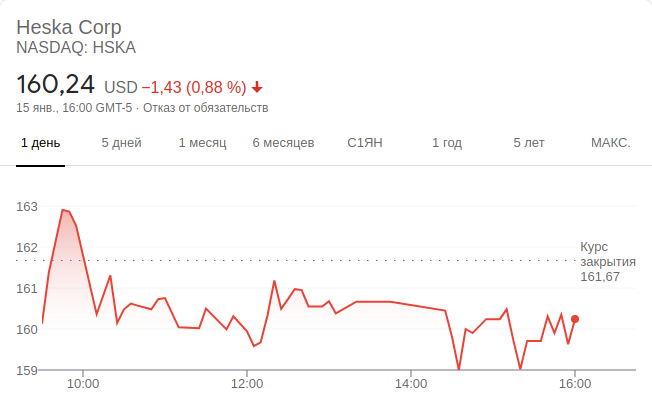 Heska Corp
NASDAQ: HSKA
160,24 USD −1,43 (0,88 %)
15 янв., 16:00 GMT-5 · Отказ от обязательств
1 день 5 дней 1 месяц 6 месяцев С1ЯН 1 год 5 лет МАКС.
163
162
161
160
159
Курс
закрытия
161,67
10:00 12:00 14:00 16:00